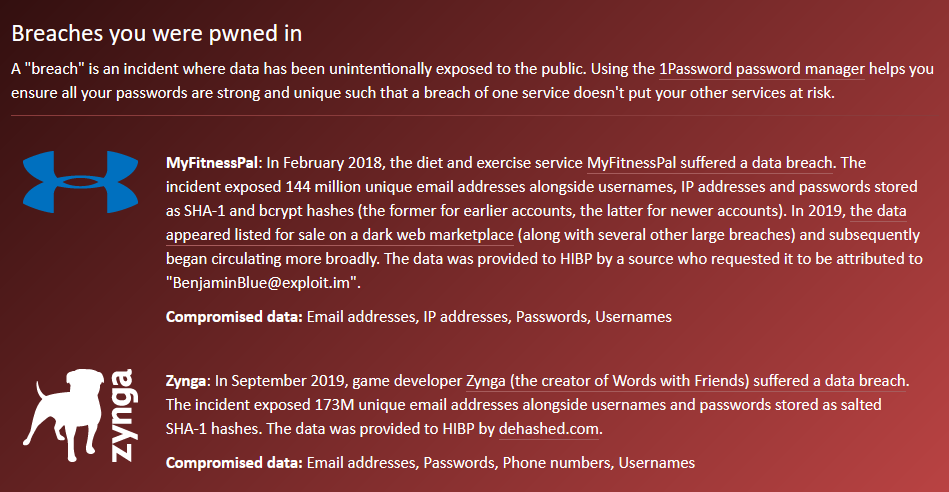 Breaches you were pwned in
A "breach" is an incident where data has been unintentionally exposed to the public. Using the 1Password password manager helps you
ensure all your passwords are strong and unique such that a breach of one service doesn't put your other services at risk.
MyFitnessPal: In February 2018, the diet and exercise service MyFitnessPal suffered a data breach. The
incident exposed 144 million unique email addresses alongside usernames, IP addresses and passwords stored
as SHA-1 and bcrypt hashes (the former for earlier accounts, the latter for newer accounts). In 2019, the data
appeared listed for sale on a dark web marketplace (along with several other large breaches) and subsequently
began circulating more broadly. The data was provided to HIBP by a source who requested it to be attributed to
"BenjaminBlue@exploit.im".
Compromised data: Email addresses, IP addresses, Passwords, Usernames
zynga
Zynga: In September 2019, game developer Zynga (the creator of Words with Friends) suffered a data breach.
The incident exposed 173M unique email addresses alongside usernames and passwords stored as salted
SHA-1 hashes. The data was provided to HIBP by dehashed.com.
Compromised data: Email addresses, Passwords, Phone numbers, Usernames